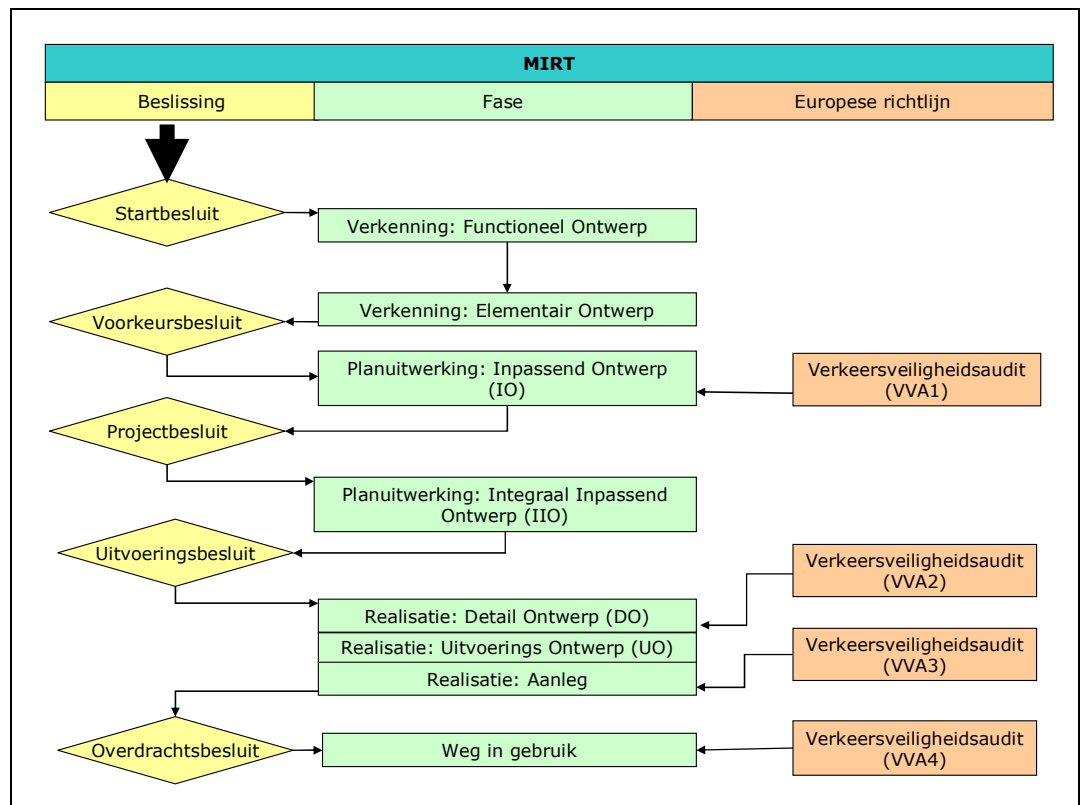 MIRT
Beslissing
Fase
Europese richtlijn
Startbesluit
Verkenning: Functioneel Ontwerp
Verkenning: Elementair Ontwerp
Voorkeursbesluit
Planuitwerking: Inpassend Ontwerp
(IO)
Verkeersveiligheidsaudit
(VVA1)
Projectbesluit
Planuitwerking: Integraal Inpassend
Ontwerp (IIO)
Uitvoeringsbesluit
Verkeersveiligheidsaudit
(VVA2)
Realisatie: Detail Ontwerp (DO)
Realisatie: Uitvoerings Ontwerp (UO)
Verkeersveiligheidsaudit
(VVA3)
Realisatie: Aanleg
Overdrachtsbesluit
Weg in gebruik
Verkeersveiligheidsaudit
(VVA4)